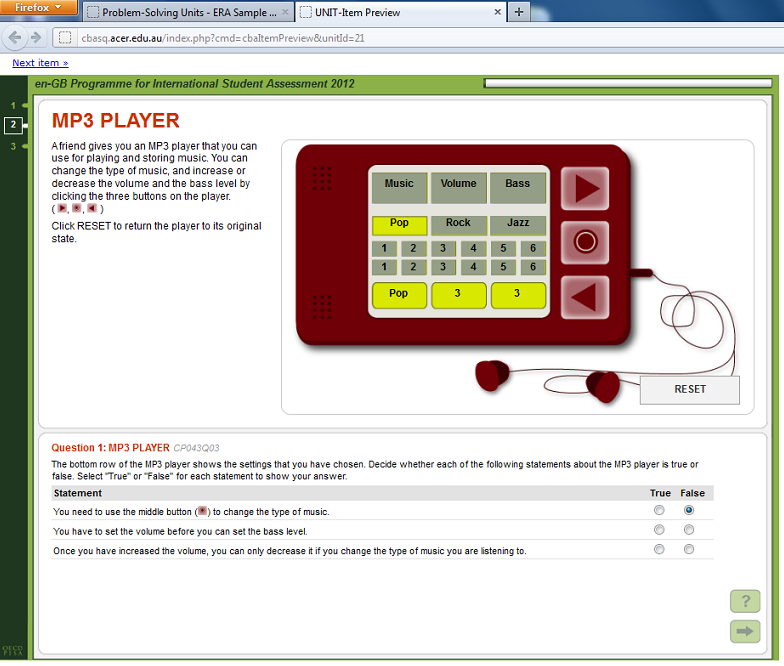 Firefox
Problem-Solving Units - ERA Sample ...
UNIT-Item Preview
cbasq.acer.edu.au/index.php?cmd=cbaItemPreview&unitId=21
Next item »
en-GB Programme for International Student Assessment 2012
1
2
3
MP3 PLAYER
A friend gives you an MP3 player that you can
use for playing and storing music. You can
change the type of music, and increase or
decrease the volume and the bass level by
clicking the three buttons on the player.
( , , )
Click RESET to return the player to its original
state.
Music Volume Bass
Pop Rock Jazz
1 2 3 4 5 6
1 2 3 4 5 6
Pop 3 3
RESET
Question 1: MP3 PLAYER CP043Q03
The bottom row of the MP3 player shows the settings that you have chosen. Decide whether each of the following statements about the MP3 player is true or
false. Select "True" or "False" for each statement to show your answer.
Statement True False
You need to use the middle button ( ) to change the type of music.
You have to set the volume before you can set the bass level.
Once you have increased the volume, you can only decrease it if you change the type of music you are listening to.
?
OECD
PISA